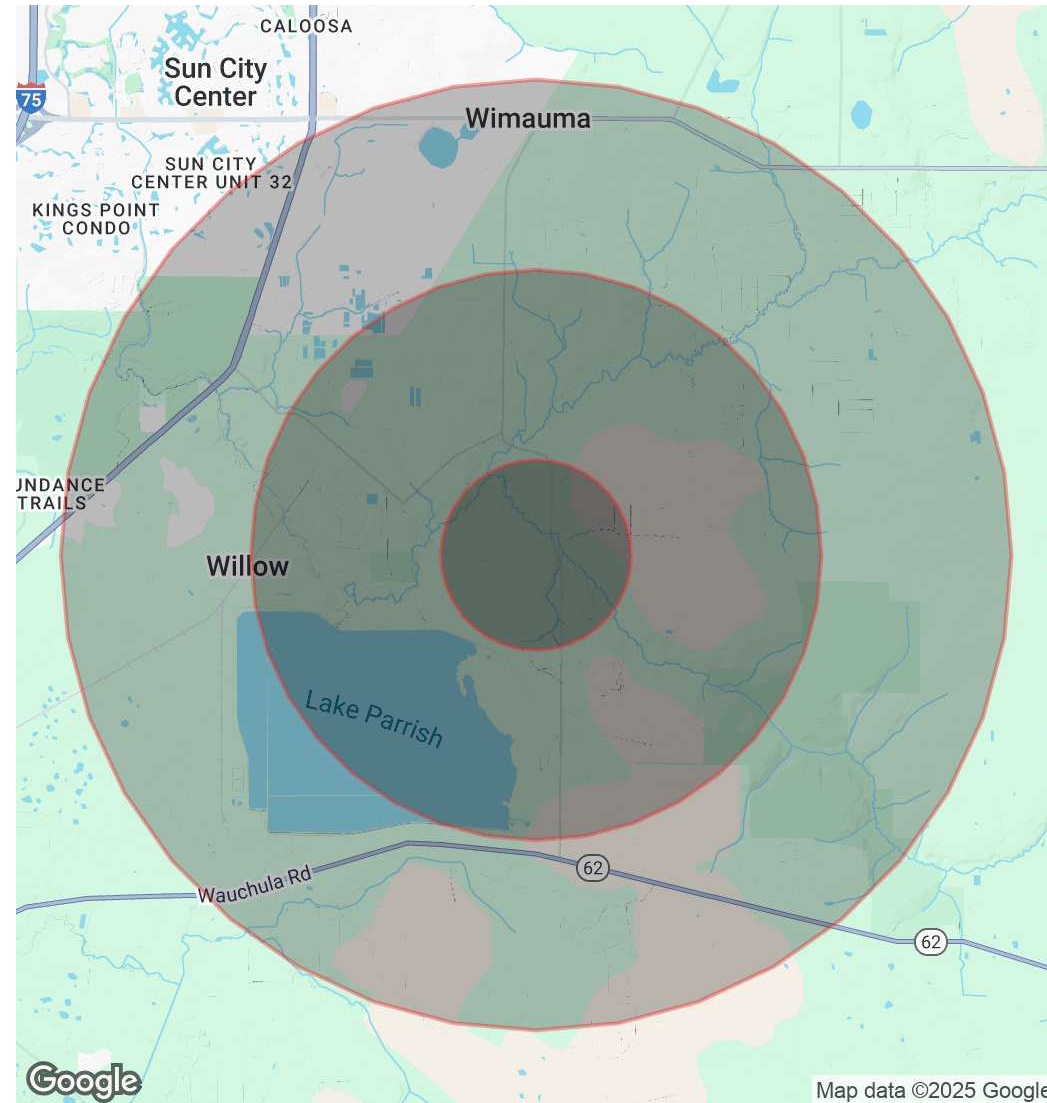 CALOOSA
Sun City
Center
75
Wimauma
SUN CITY
CENTER UNIT 32
KINGS POINT
CONDO
UNDANCE
TRAILS
Willow
Lake Parrish
62
Wauchula Rd
62
Google
Map data ©2025 Google